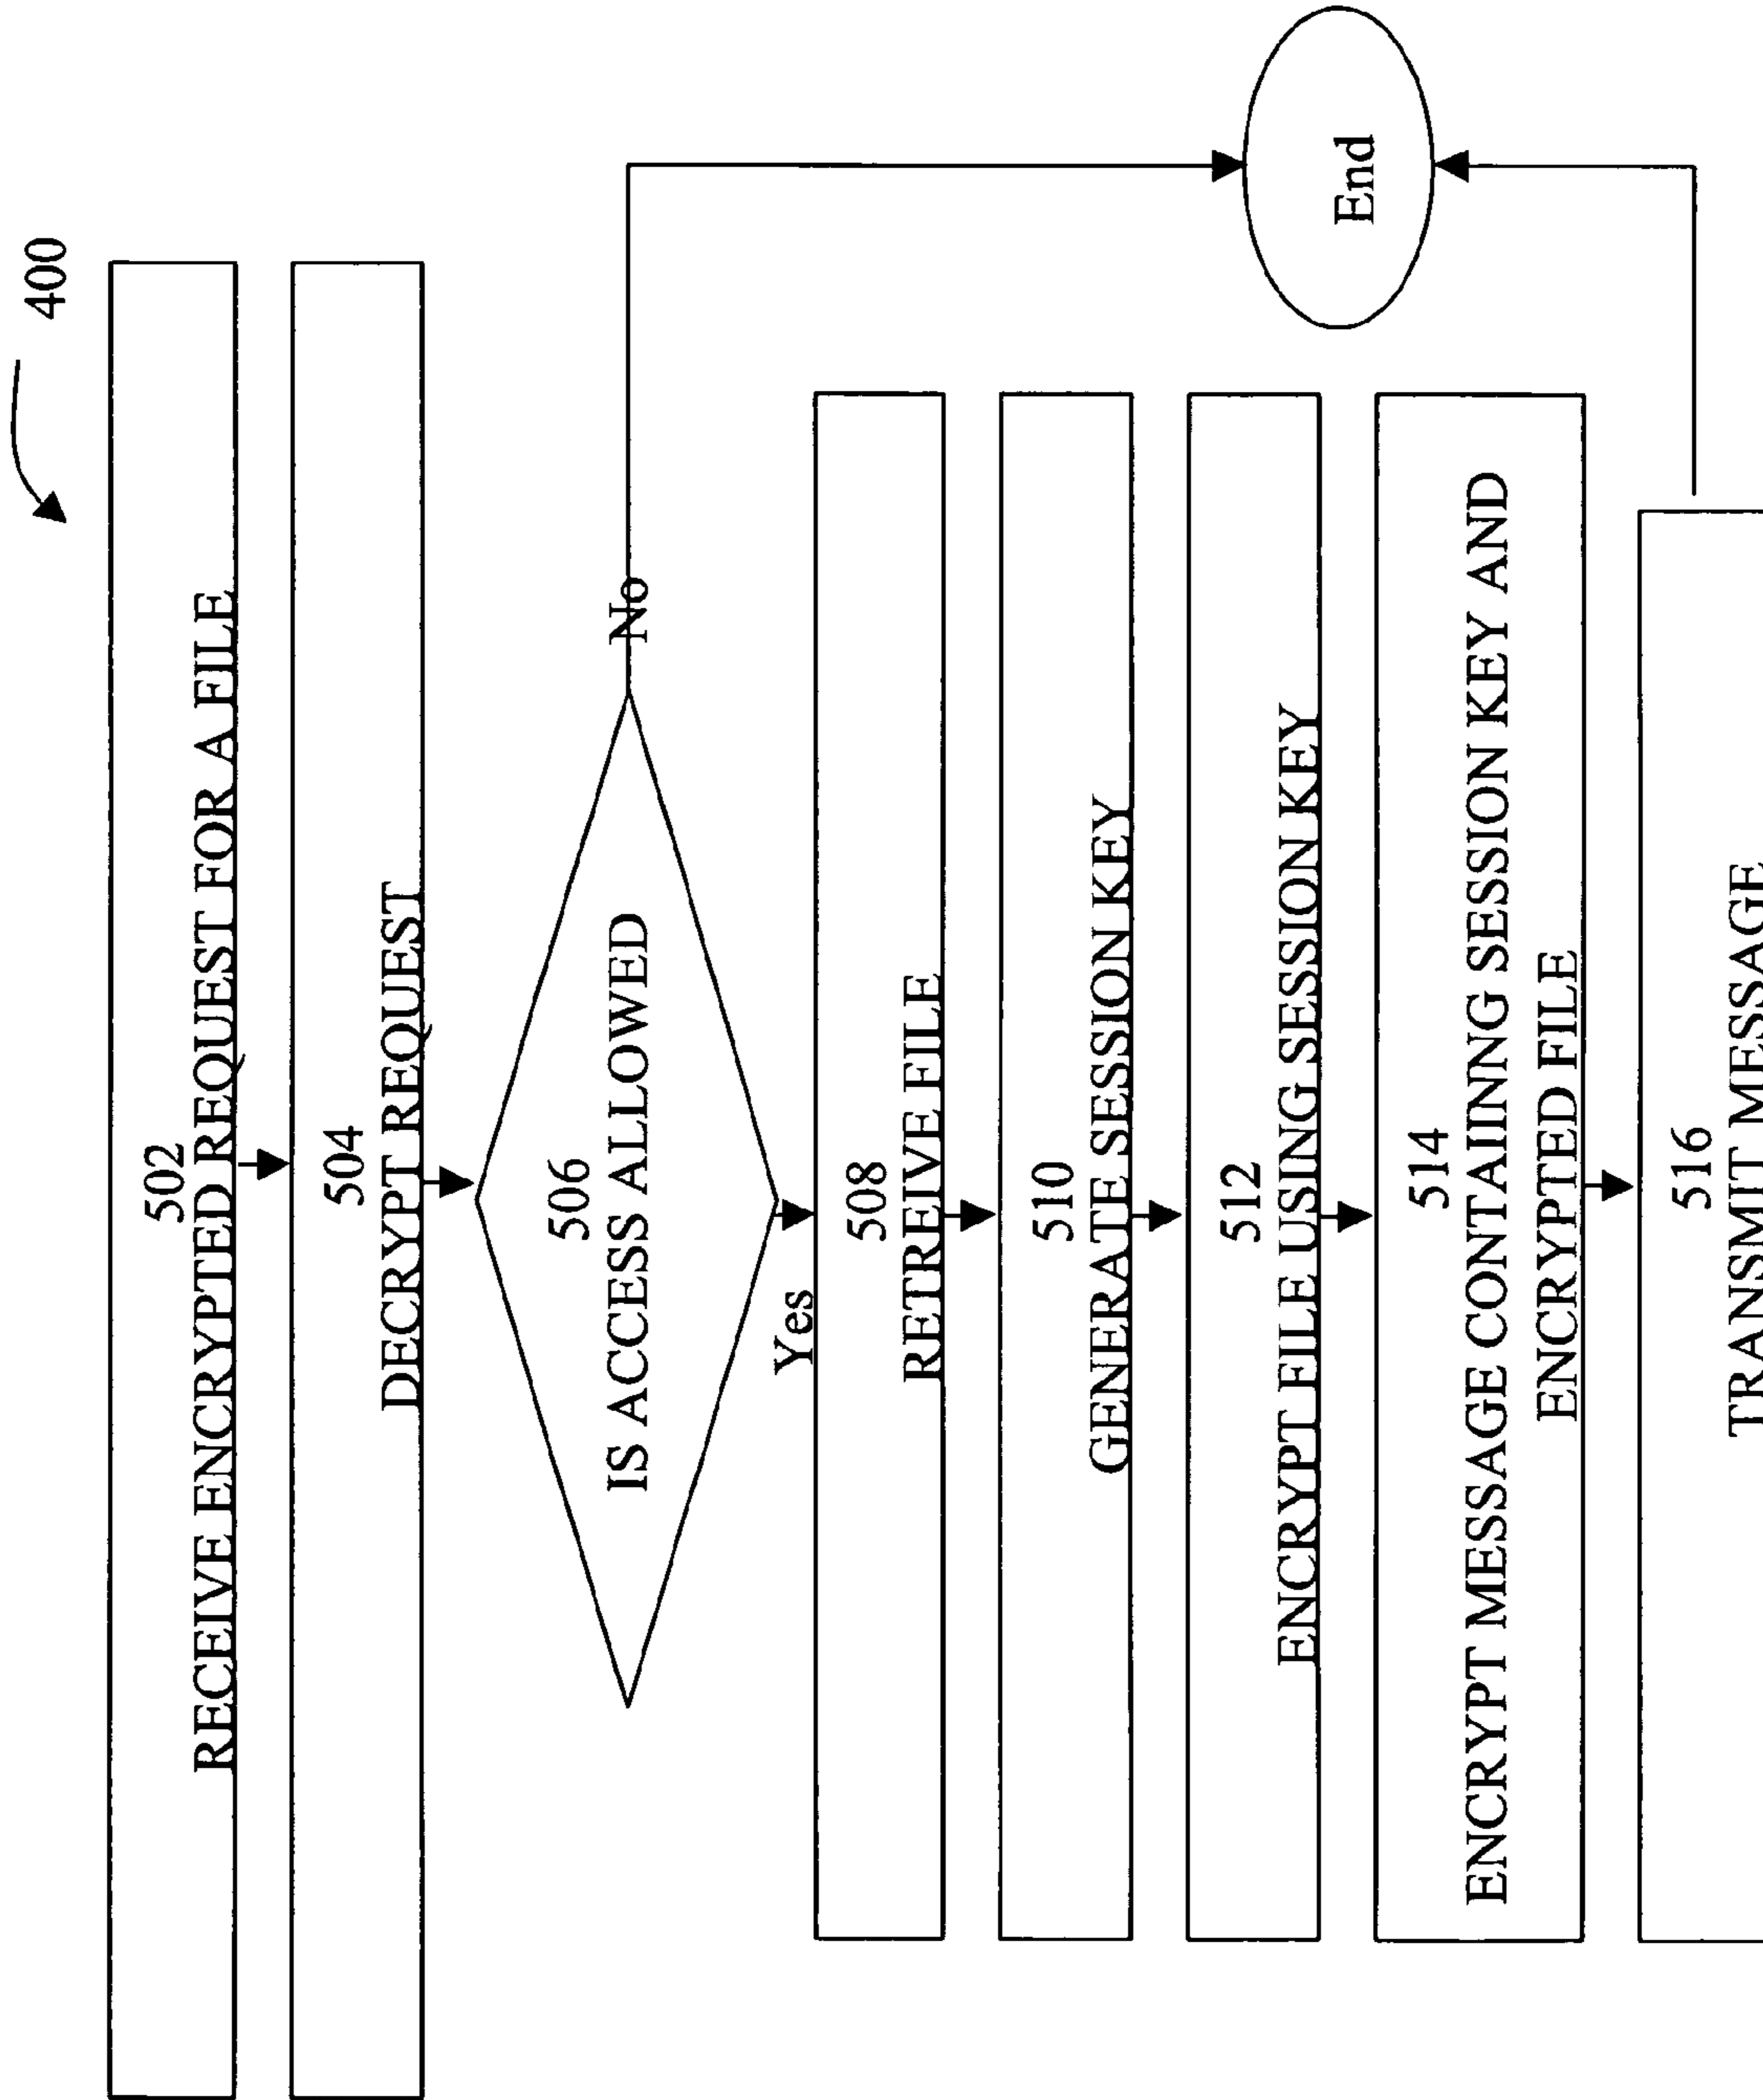 400
502
RECEIVE ENCRYPTED REQUEST FOR A FILE
504
DECRYPT REQUEST
506
IS ACCESS ALLOWED
No
Yes
508
RETREIVE FILE
510
GENERATE SESSION KEY
512
ENCRYPT FILE USING SESSION KEY
514
ENCRYPT MESSAGE CONTAIINNG SESSION KEY AND
ENCRYPTED FILE
516
TRANSMIT MESSAGE
End